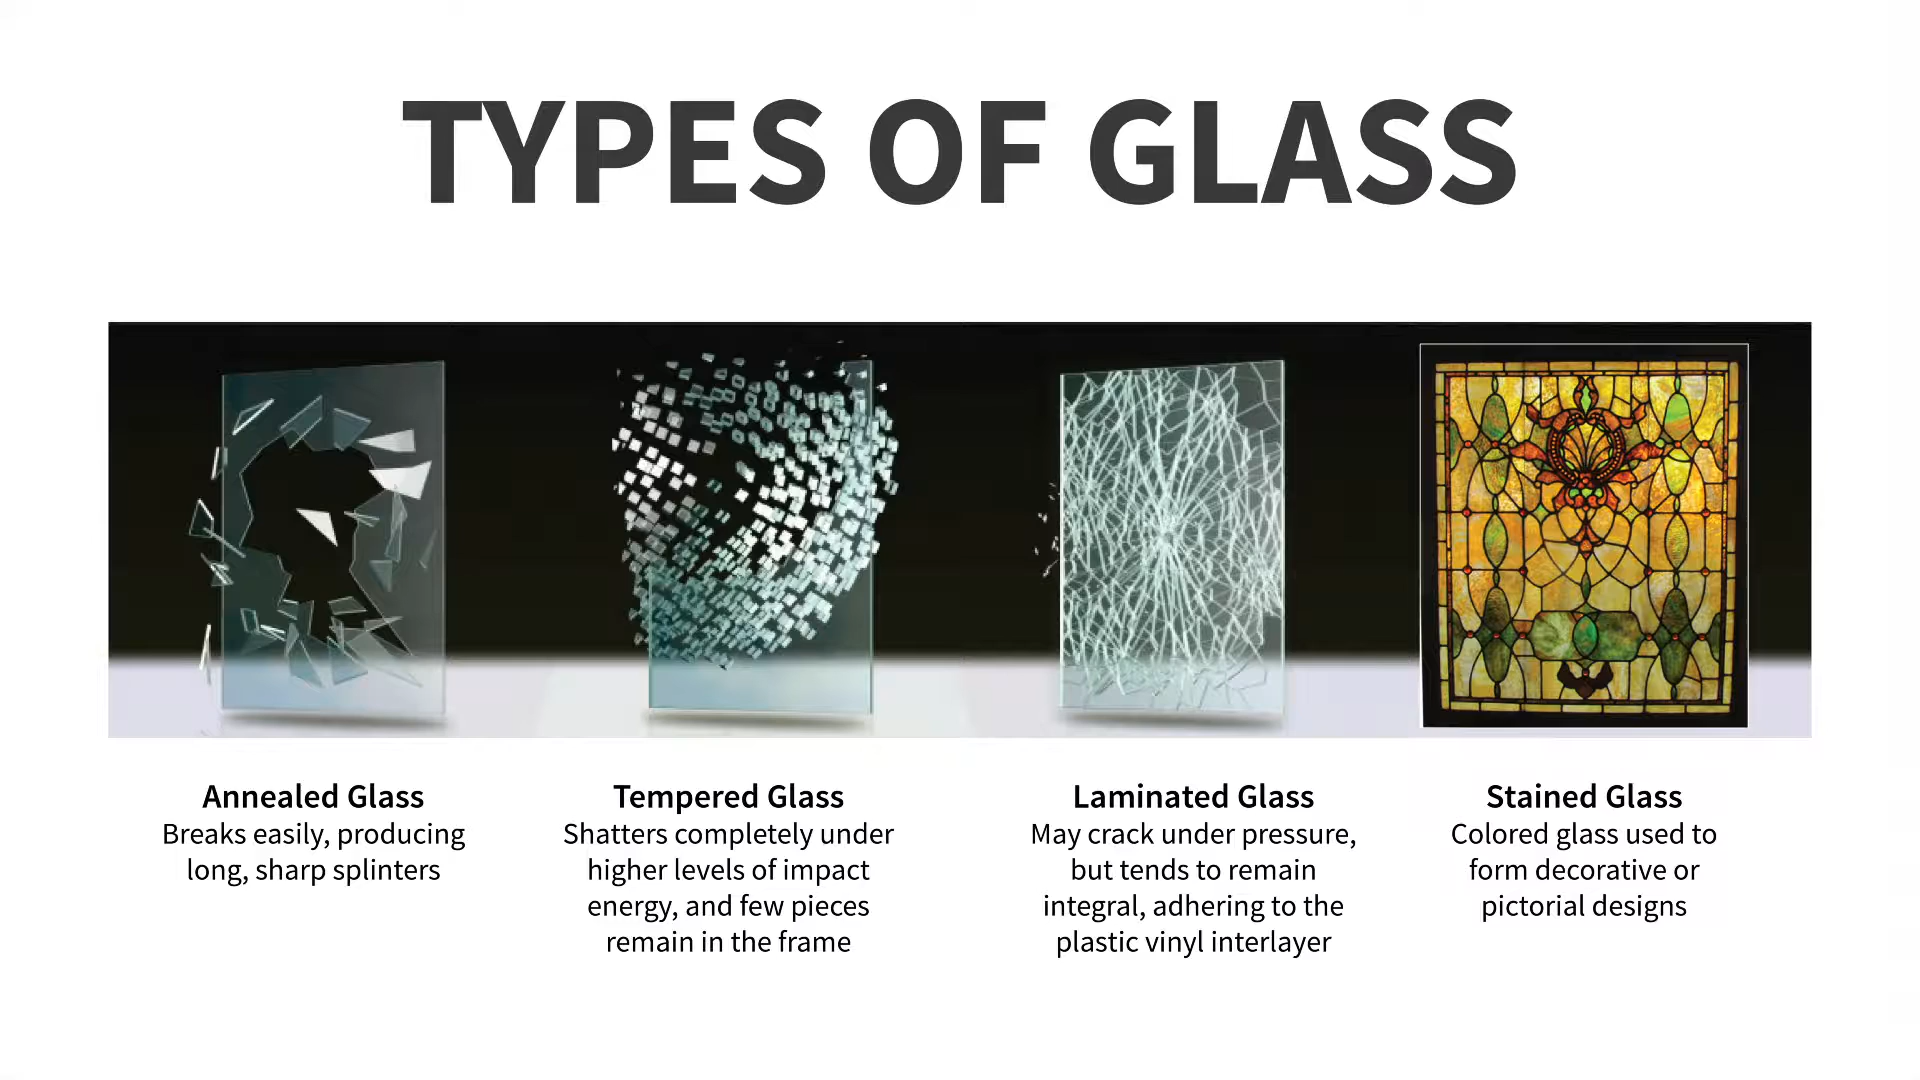 TYPES OF GLASS
Annealed Glass
Breaks easily, producing
long, sharp splinters
Tempered Glass
Shatters completely under
higher levels of impact
energy, and few pieces
remain in the frame
Laminated Glass
May crack under pressure,
but tends to remain
integral, adhering to the
plastic vinyl interlayer
Stained Glass
Colored glass used to
form decorative or
pictorial designs